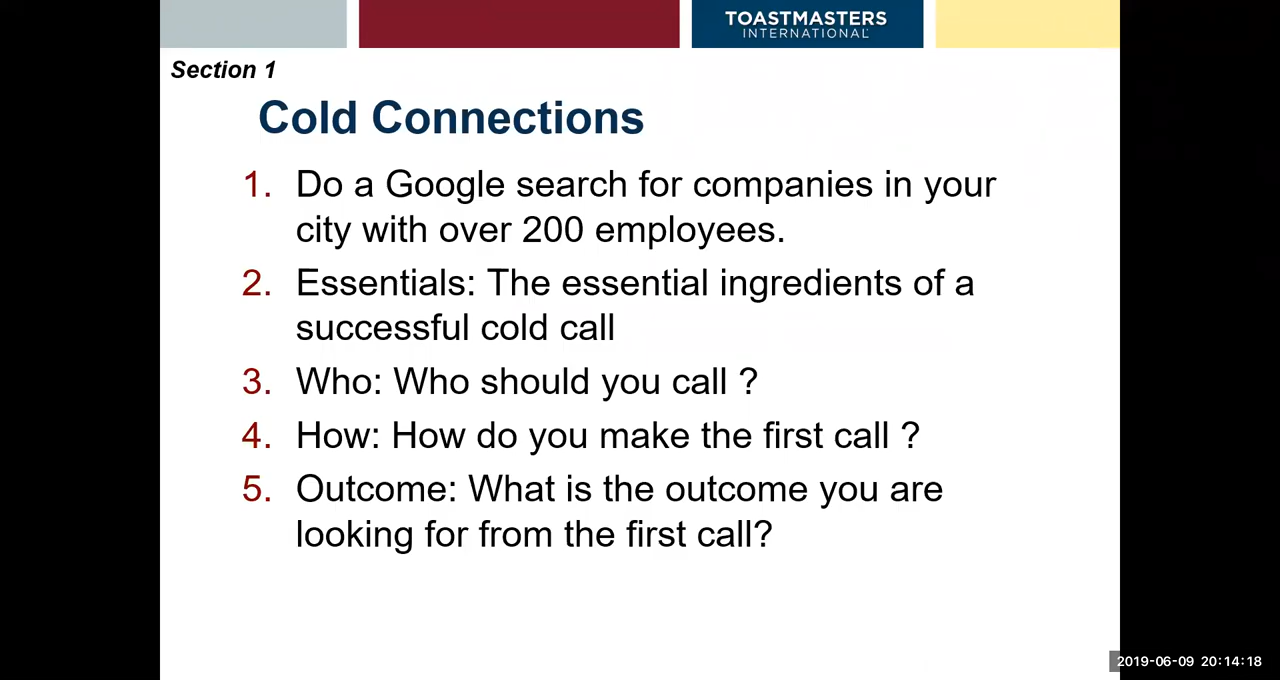 TOASTMASTERS
INTERNATIONAL
Section 1
Cold Connections
1. Do a Google search for companies in your
city with over 200 employees.
2. Essentials: The essential ingredients of a
successful cold call
3. Who: Who should you call ?
4. How: How do you make the first call ?
5. Outcome: What is the outcome you are
looking for from the first call?
2019-06-09 20:14:18